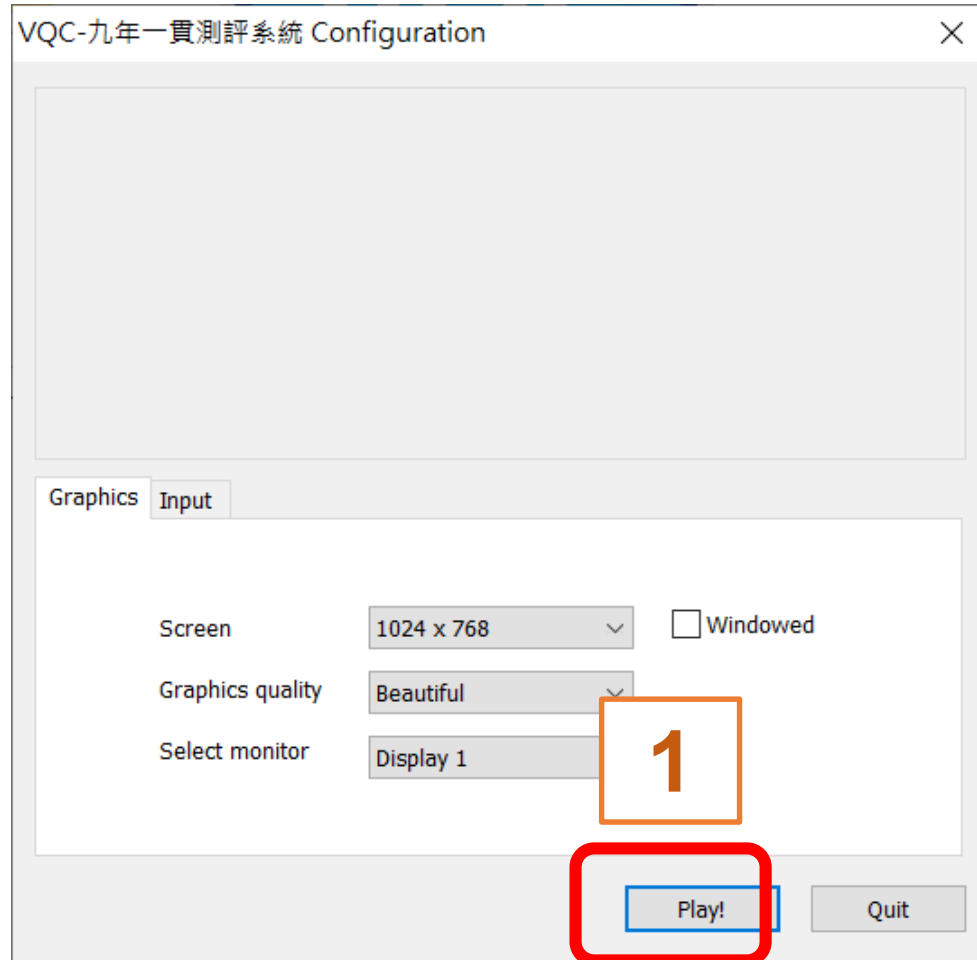 VQC-九年一貫測評系統 Configuration
Graphics Input
Screen 1024 x 768 Windowed
Graphics quality Beautiful
Select monitor Display 1
1
Play! Quit